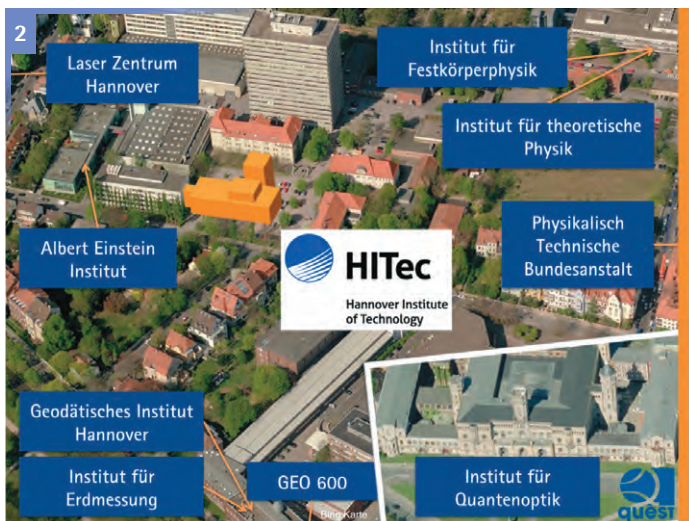 2
Laser Zentrum
Hannover
Institut für
Festkörperphysik
Institut für theoretische
Physik
Albert Einstein
Institut
Physikalisch
Technische
Bundesanstalt
HITec
Hannover Institute
of Technology
Geodätisches Institut
Hannover
Institut für
Erdmessung
GEO 600
Institut für
Quantenoptik
Bing Karte
QUEST